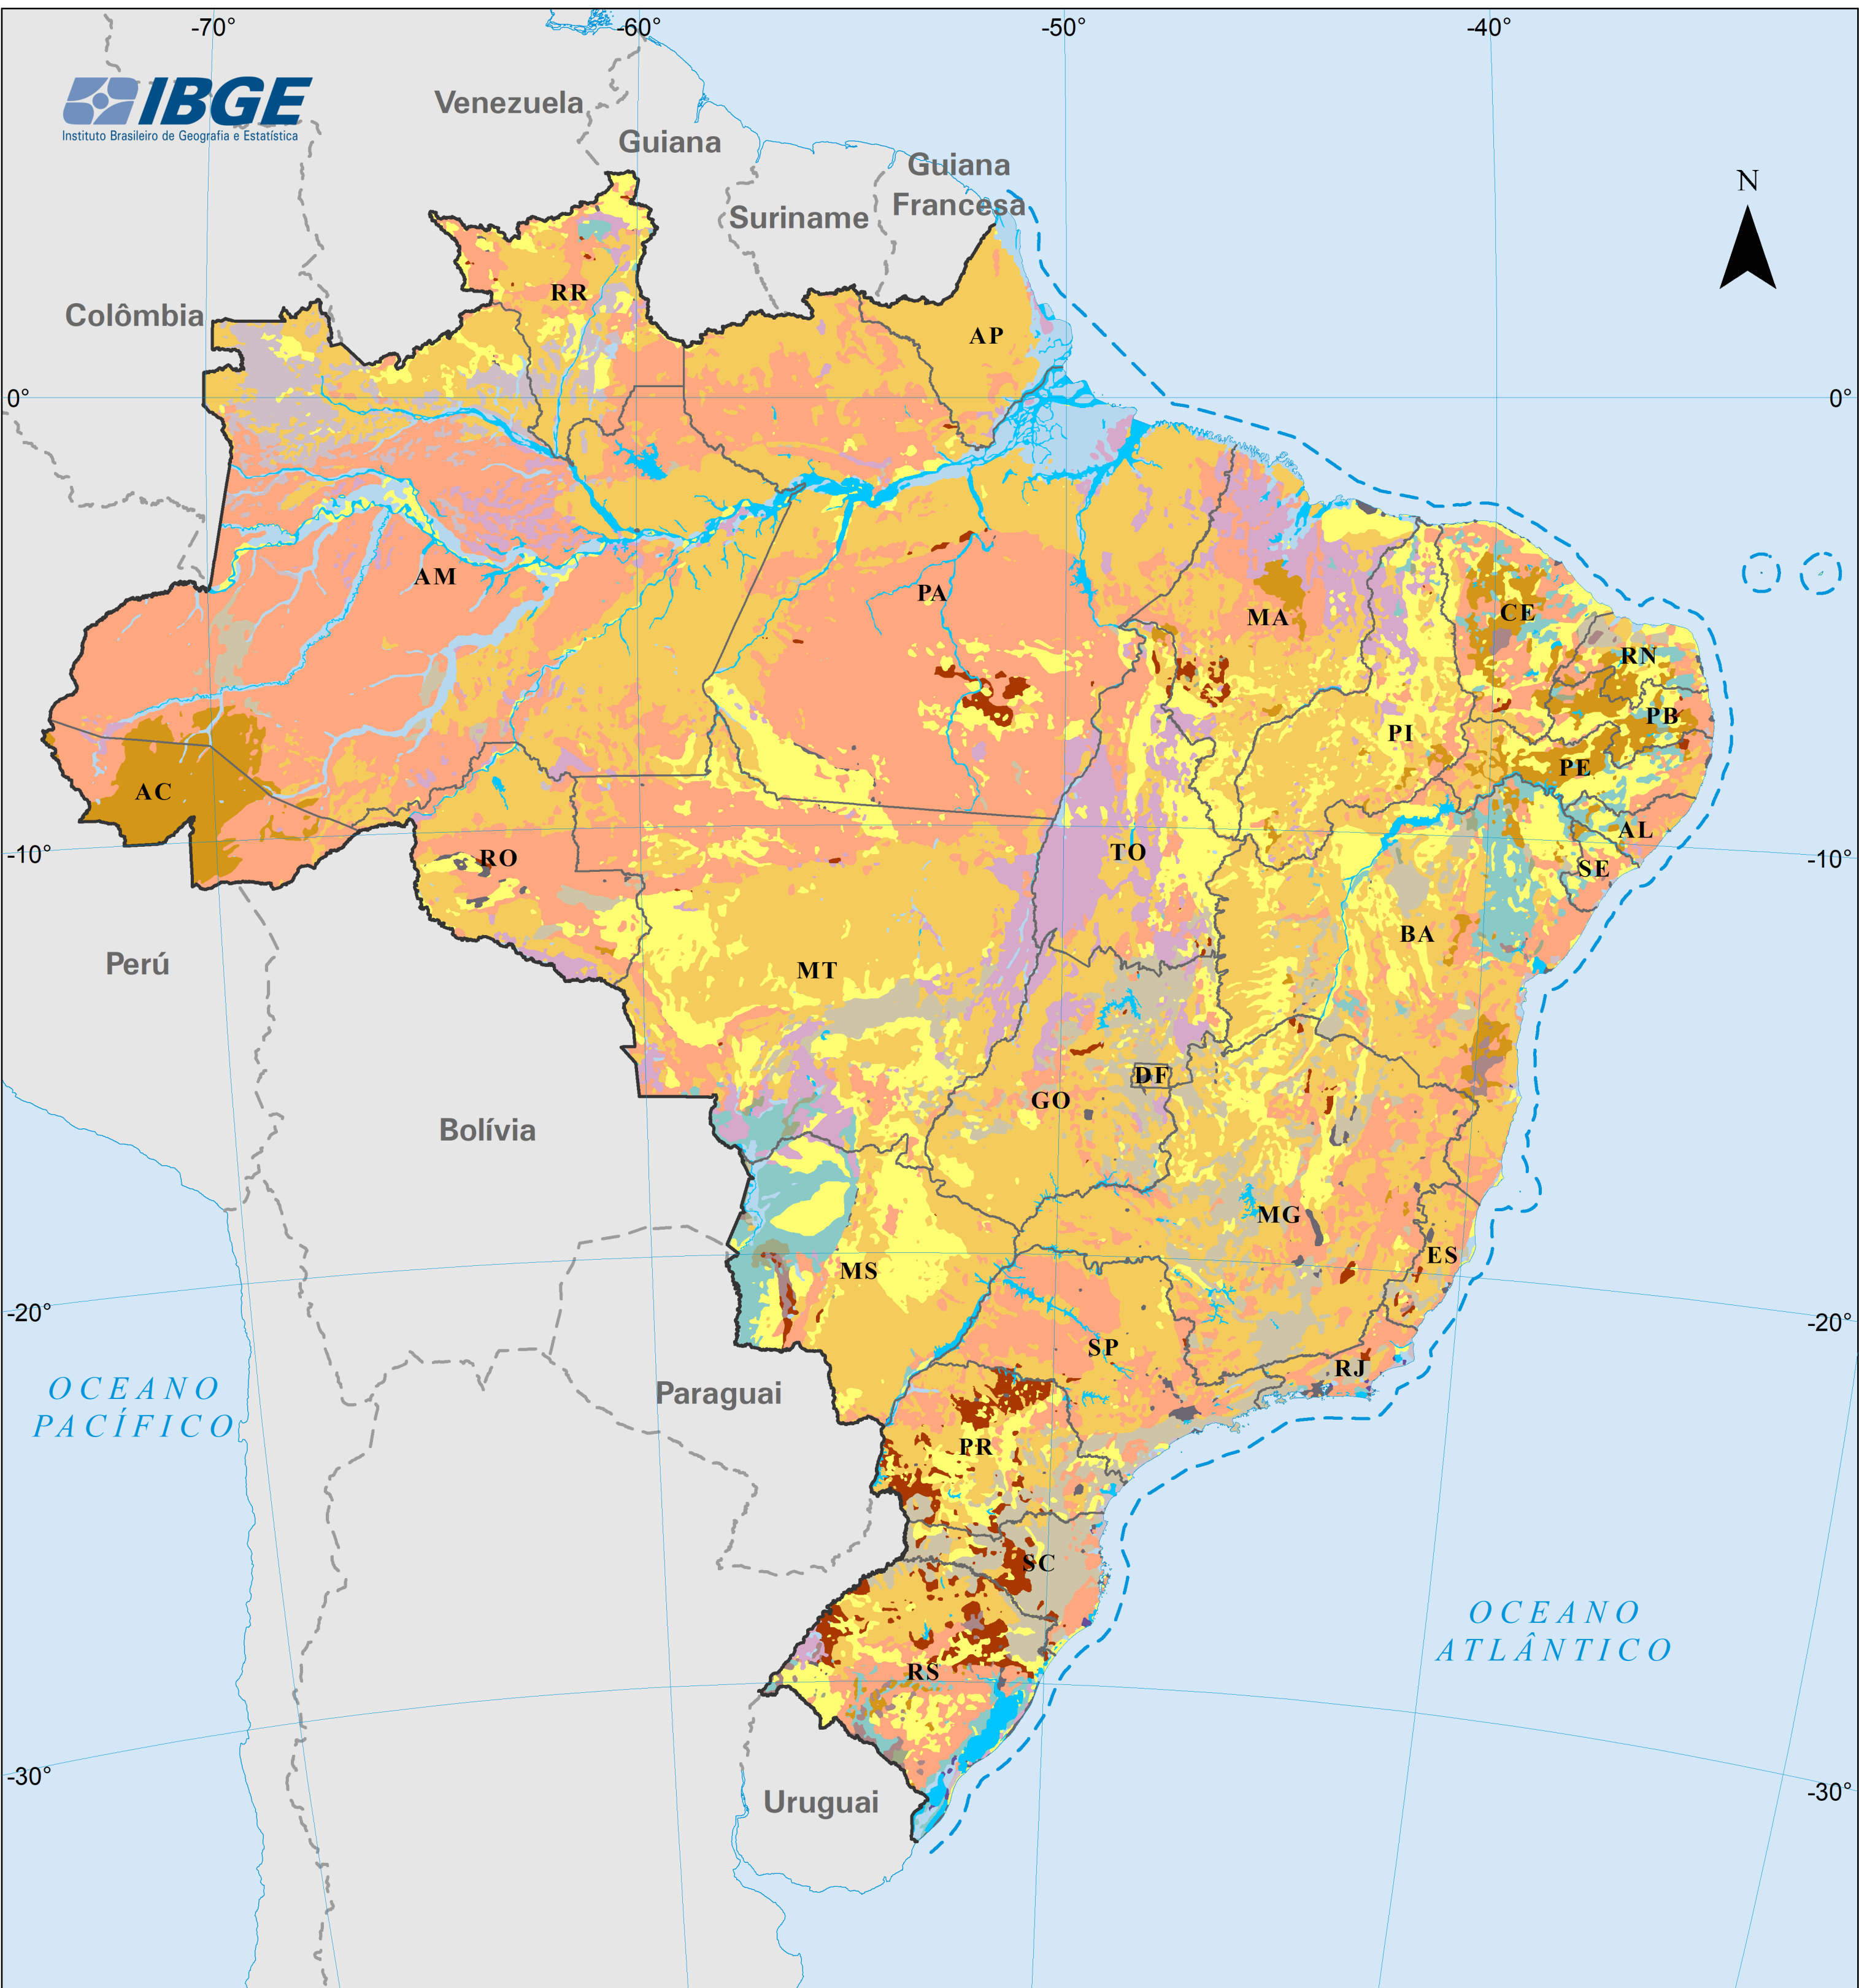 -70°
-60°
-50°
-40°
IBGE
Instituto Brasileiro de Geografia e Estatística
Venezuela
Guiana
Guiana
Francesa
Suriname
N
Colômbia
RR
AP
0°
0°
AM
PA
MA
CE
RN
PB
PI
PE
AC
AL
TO
SE
RO
-10°
-10°
BA
Perú
MT
DF
GO
Bolívia
MG
ES
MS
-20°
-20°
SP
RJ
OCEANO
PACÍFICO
Paraguai
PR
SC
OCEANO
ATLÂNTICO
RS
-30°
-30°
Uruguai